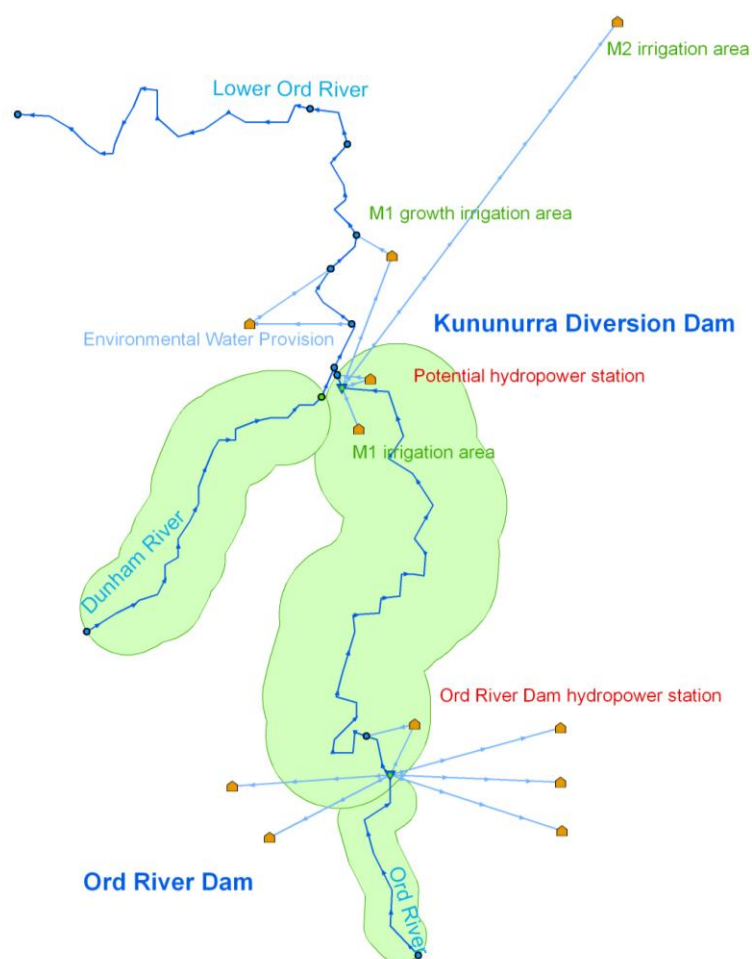 M2 irrigation area
Lower Ord River
M1 growth irrigation area
Kununurra Diversion Dam
Environmental Water Provision
Potential hydropower station
M1 irrigation area
Dunham River
Ord River Dam hydropower station
Ord River Dam
Ord River